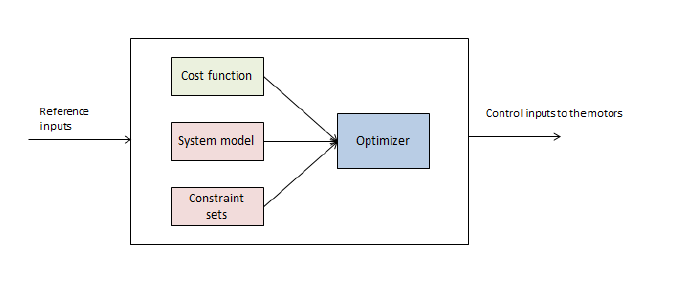 Cost function
Reference
inputs
System model
Optimizer
Control inputs to the motors
Constraint
sets